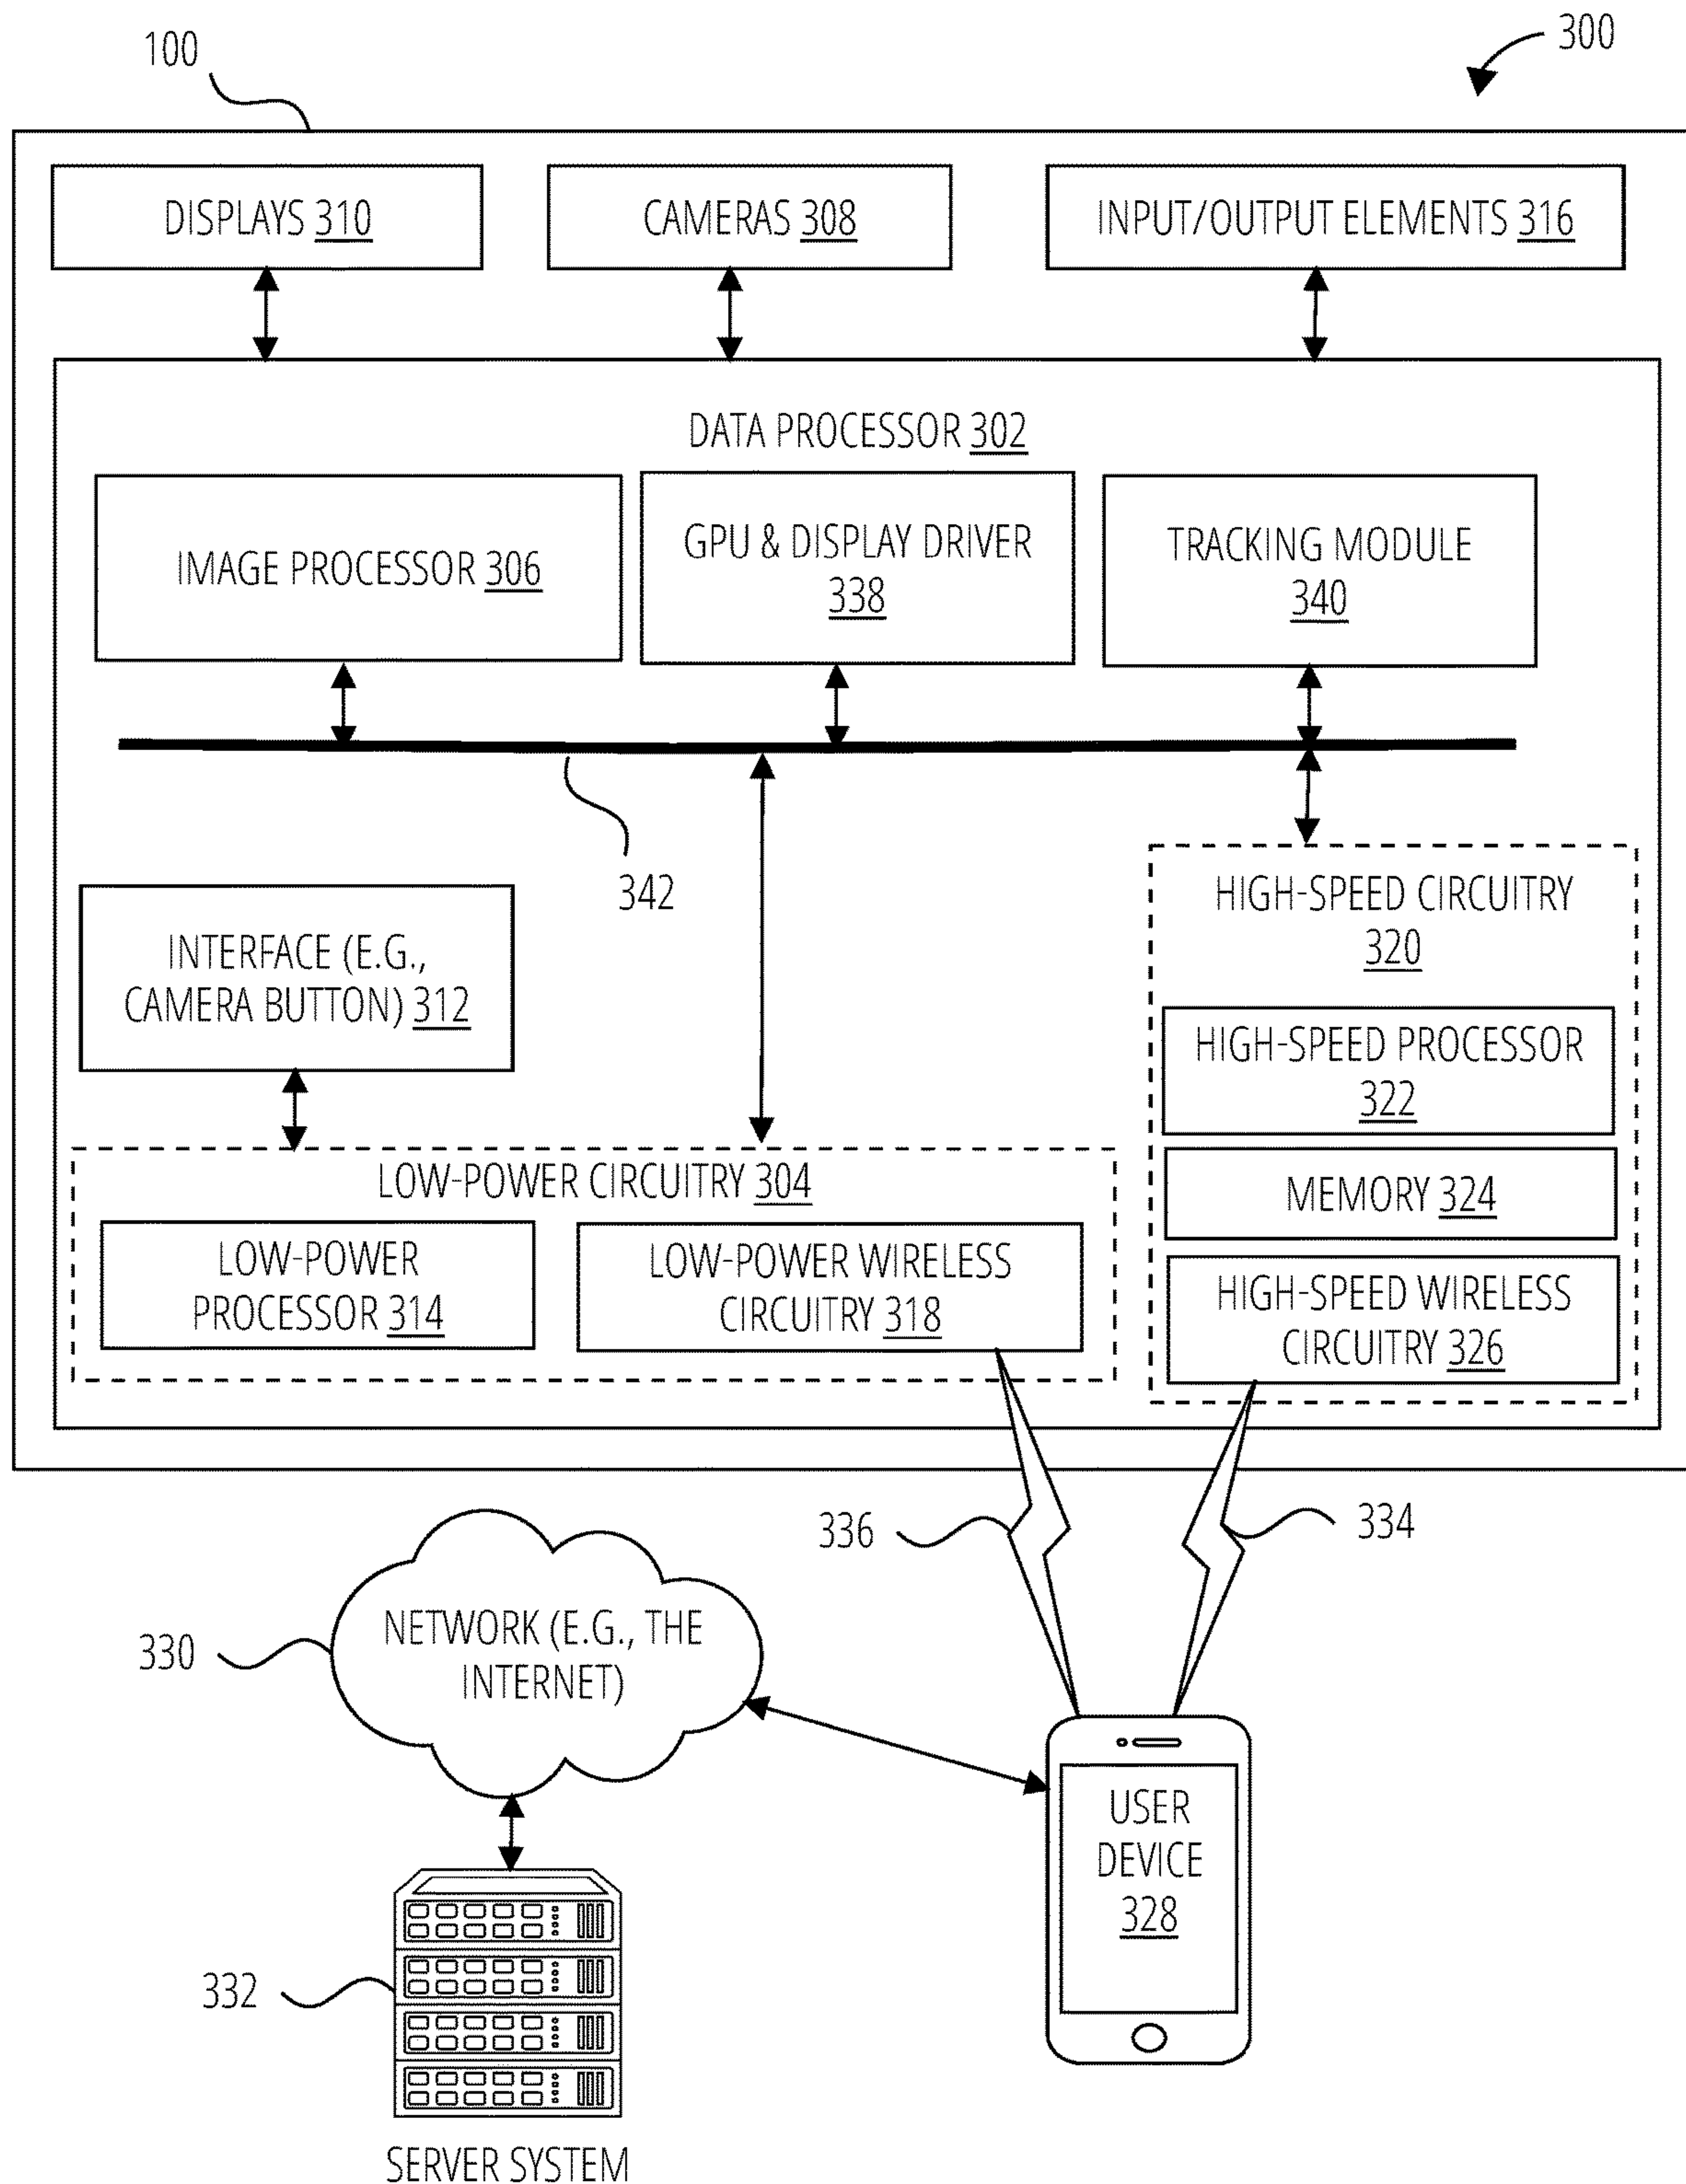 100
300
DISPLAYS 310
CAMERAS 308
INPUT/OUTPUT ELEMENTS 316
DATA PROCESSOR 302
IMAGE PROCESSOR 306
GPU & DISPLAY DRIVER
338
TRACKING MODULE
340
342
INTERFACE (E.G.,
CAMERA BUTTON) 312
HIGH-SPEED CIRCUITRY
320
HIGH-SPEED PROCESSOR
322
MEMORY 324
HIGH-SPEED WIRELESS
CIRCUITRY 326
LOW-POWER CIRCUITRY 304
LOW-POWER
PROCESSOR 314
LOW-POWER WIRELESS
CIRCUITRY 318
336
334
330
NETWORK (E.G., THE
INTERNET)
USER
DEVICE
328
332
SERVER SYSTEM